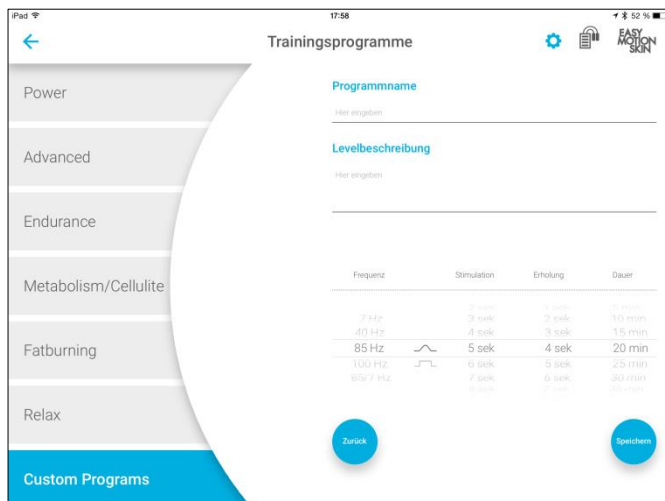 iPad
17:58
52 %
Trainingsprogramme
EASY
MOTION
SKIN
Power
Advanced
Endurance
Metabolism/Cellulite
Fatburning
Relax
Custom Programs
Programmname
Hier eingeben
Levelbeschreibung
Hier eingeben
Frequenz Stimulation Erholung Dauer
7 Hz 3 sek 2 sek 10 min
40 Hz 4 sek 3 sek 15 min
85 Hz 5 sek 4 sek 20 min
100 Hz 6 sek 5 sek 25 min
85/7 Hz 7 sek 6 sek 30 min
Zurück
Speichern